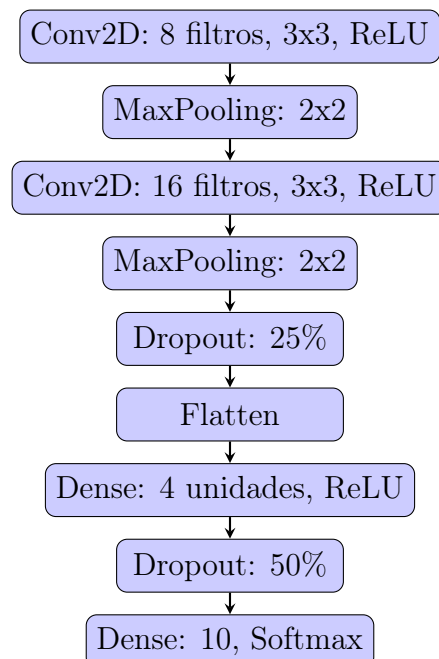 Conv2D: 8 filtros, 3x3, ReLU
MaxPooling: 2x2
Conv2D: 16 filtros, 3x3, ReLU
MaxPooling: 2x2
Dropout: 25%
Flatten
Dense: 4 unidades, ReLU
Dropout: 50%
Dense: 10, Softmax